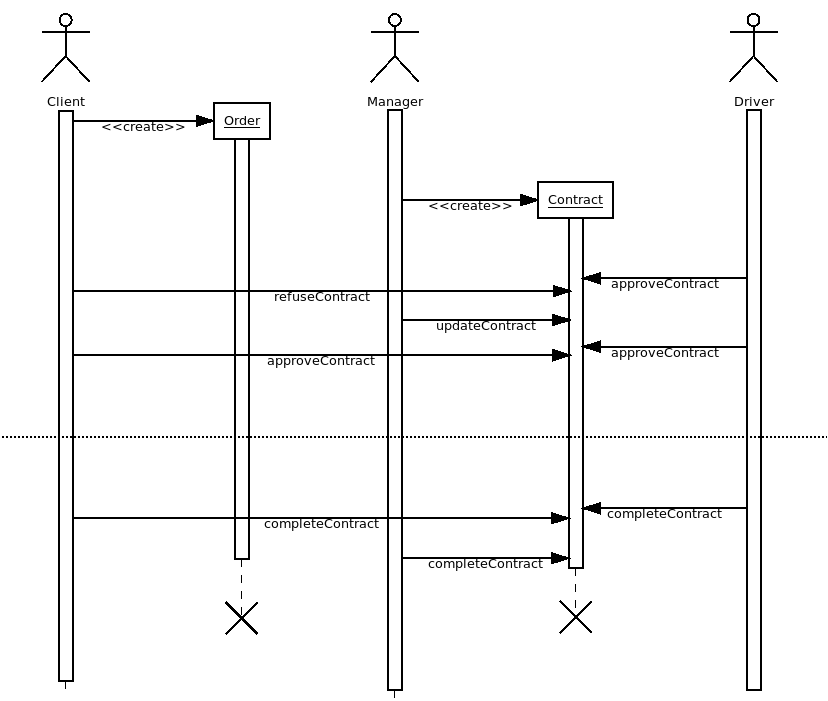 Client
Manager
Driver
<<create>>
Order
<<create>>
Contract
approveContract
refuseContract
updateContract
approveContract
approveContract
completeContract
completeContract
completeContract